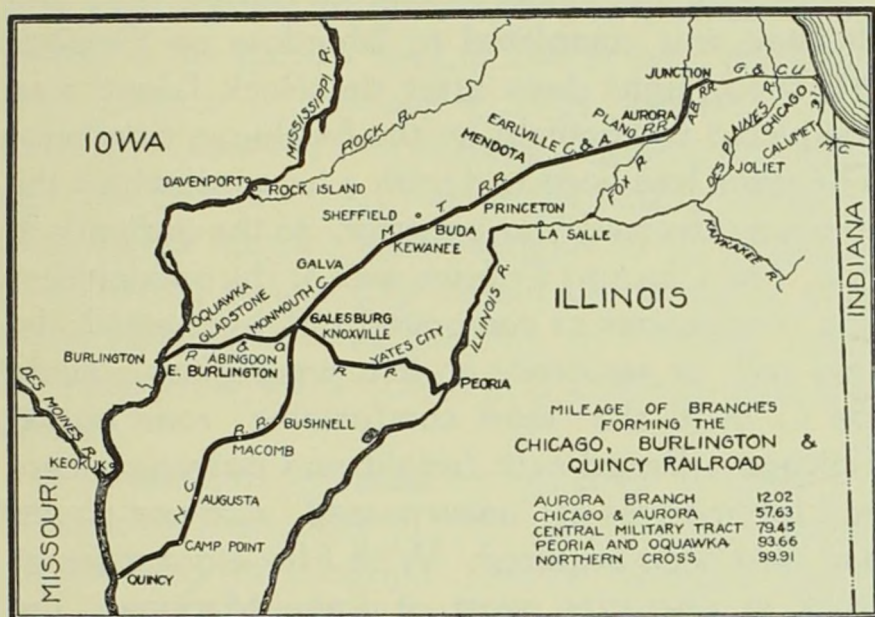 IOWA
MISSISSIPPI R.
ROCK R.
DAVENPORT
ROCK ISLAND
JUNCTION
G. & C. U
AURORA
AB. RR.
PLANO
R.R.
EARLVILLE
C. & A
MENDOTA
FOX R
DES PLAINES R.
CHICAGO
CALUMET
JOLIET
KANKAKEE R.
INDIANA
SHEFFIELD
M T RR
BUDA
PRINCETON
KEWANEE
LA SALLE
GALVA
C.
ILLINOIS R.
ILLINOIS
OQUAWKA
GLADSTONE
MONMOUTH
GALESBURG
KNOXVILLE
P. & O. R. R.
BURLINGTON
ABINGDON
E. BURLINGTON
YATES CITY
PEORIA
DES MOINES R.
BUSHNELL
MACOMB
KEOKUK
AUGUSTA
N C R. R.
CAMP POINT
QUINCY
MISSOURI
MILEAGE OF BRANCHES
FORMING THE
CHICAGO, BURLINGTON &
QUINCY RAILROAD
AURORA BRANCH 12.02
CHICAGO & AURORA 57.63
CENTRAL MILITARY TRACT 79.45
PEORIA AND OQUAWKA 93.66
NORTHERN CROSS 99.91